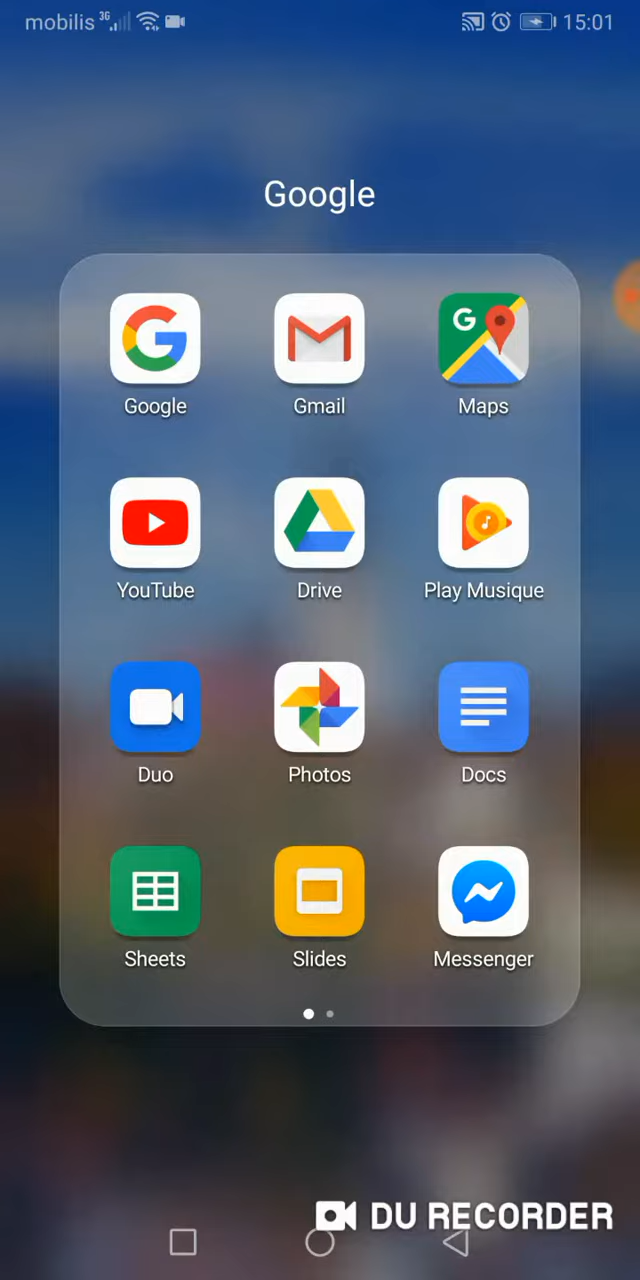 mobilis 3G 15:01
Google
G
Google Gmail Maps
YouTube Drive Play Musique
Duo Photos Docs
Sheets Slides Messenger
DU RECORDER